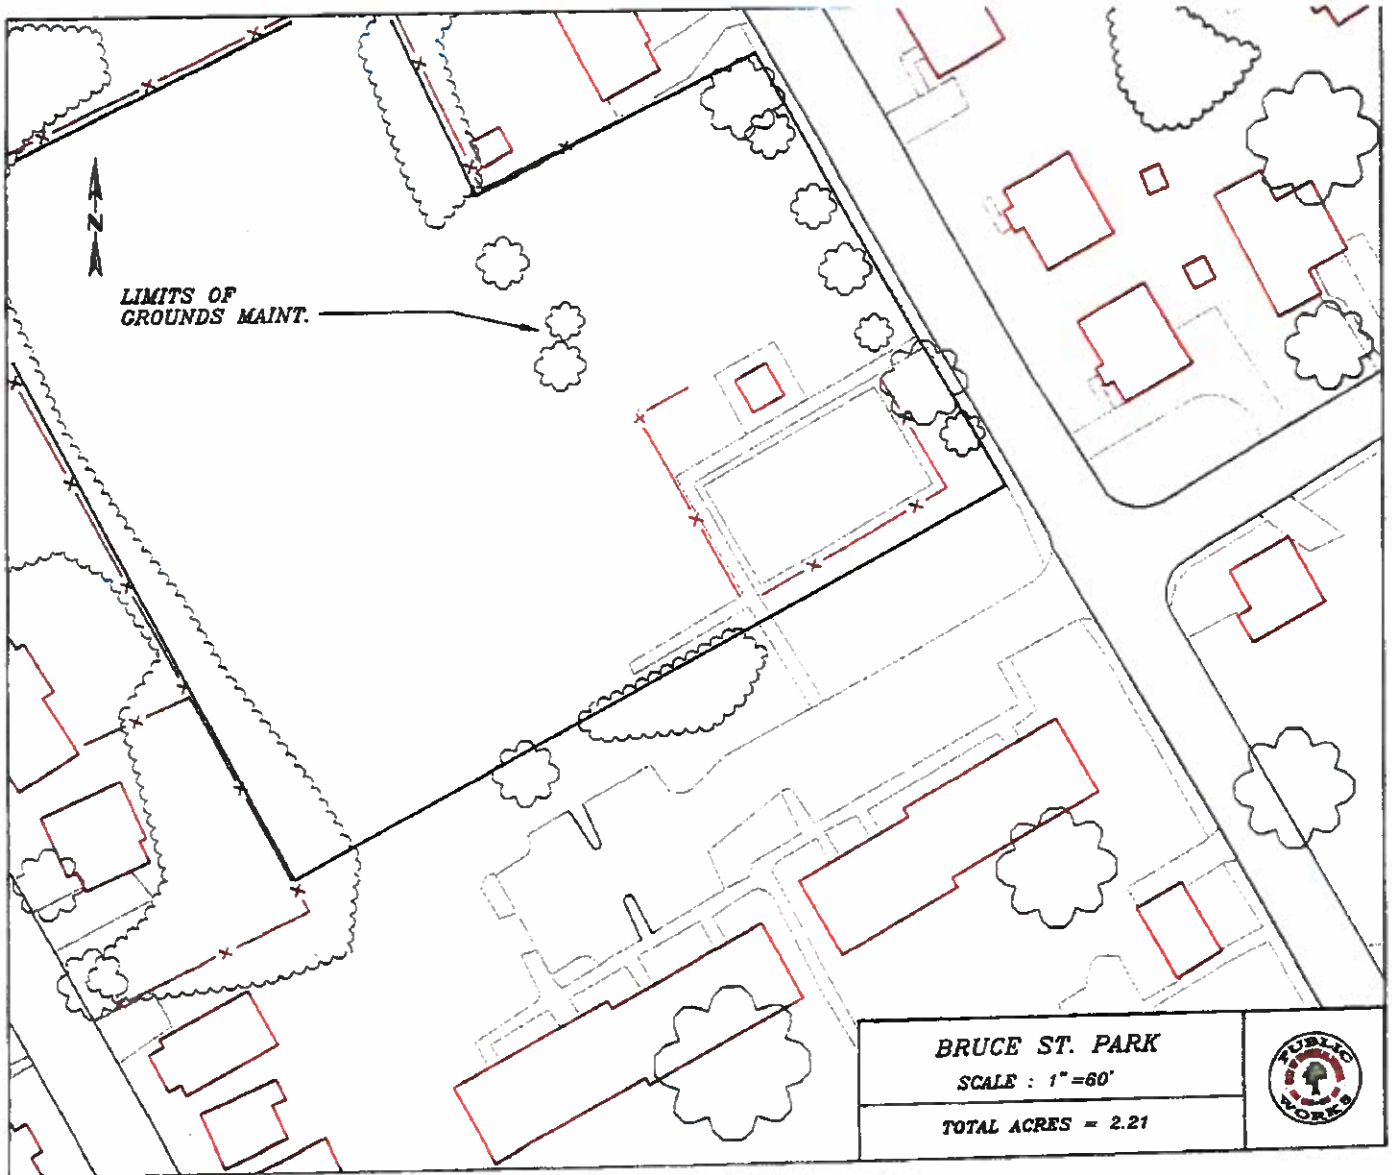 N
LIMITS OF
GROUNDS MAINT.
BRUCE ST. PARK
SCALE : 1"=60'
TOTAL ACRES = 2.21
PUBLIC
WORKS